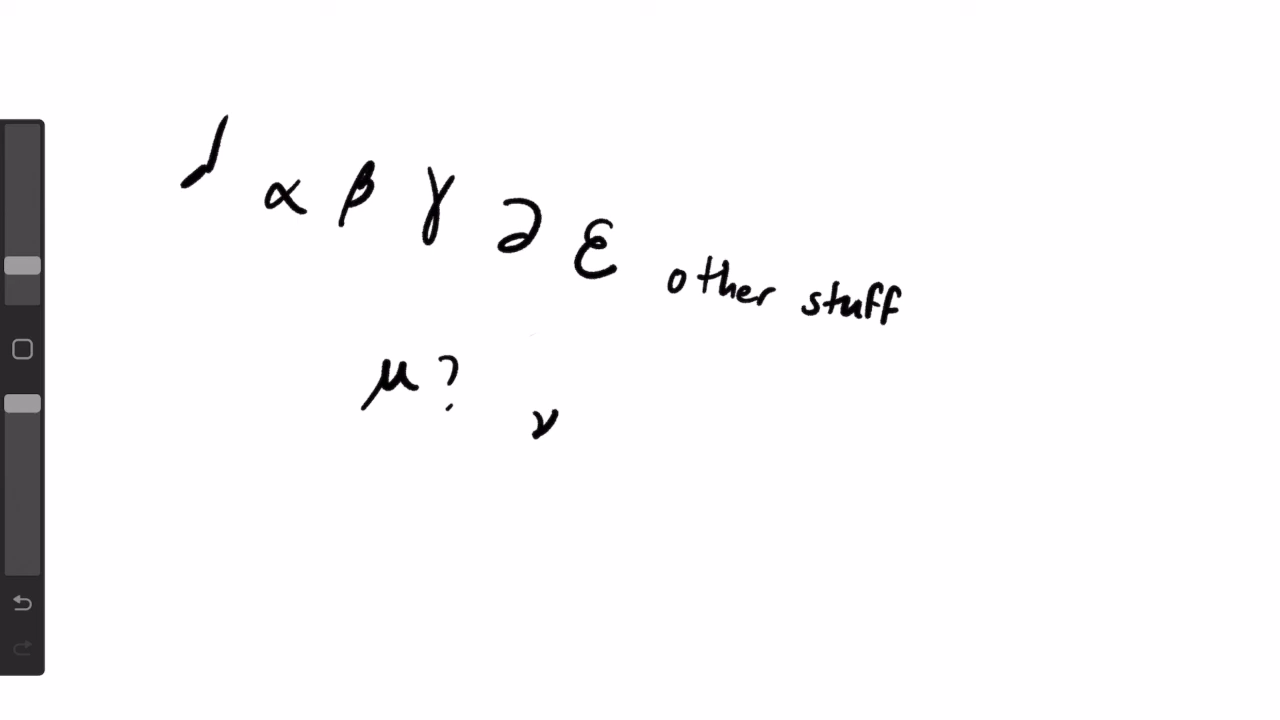 α β γ ∂ ε other stuff
μ? ν